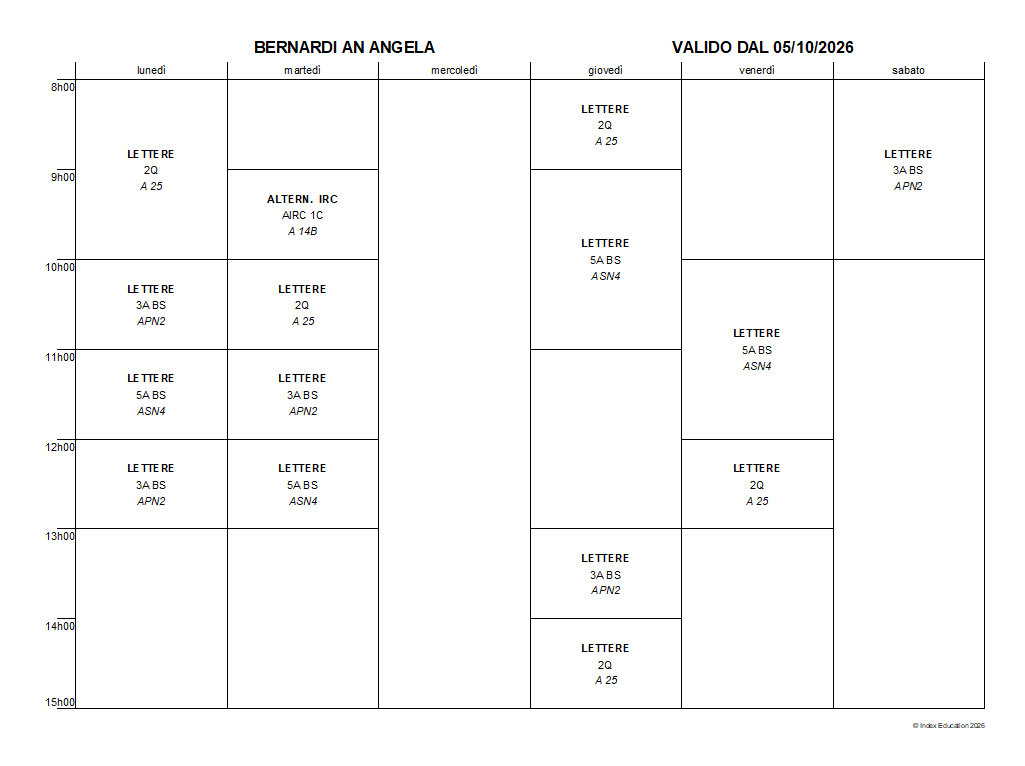 BERNARDI AN ANGELA
VALIDO DAL 05/10/2026
lunedì
martedì
mercoledì
giovedì
venerdì
sabato
8h00
9h00
10h00
11h00
12h00
13h00
14h00
15h00
LETTERE
2Q
A 25
LETTERE
3A BS
APN2
LETTERE
5A BS
ASN4
LETTERE
3A BS
APN2
ALTERN. IRC
AIRC 1C
A 14B
LETTERE
2Q
A 25
LETTERE
3A BS
APN2
LETTERE
5A BS
ASN4
LETTERE
2Q
A 25
LETTERE
5A BS
ASN4
LETTERE
3A BS
APN2
LETTERE
2Q
A 25
LETTERE
5A BS
ASN4
LETTERE
2Q
A 25
LETTERE
3A BS
APN2
© Index Education 2026